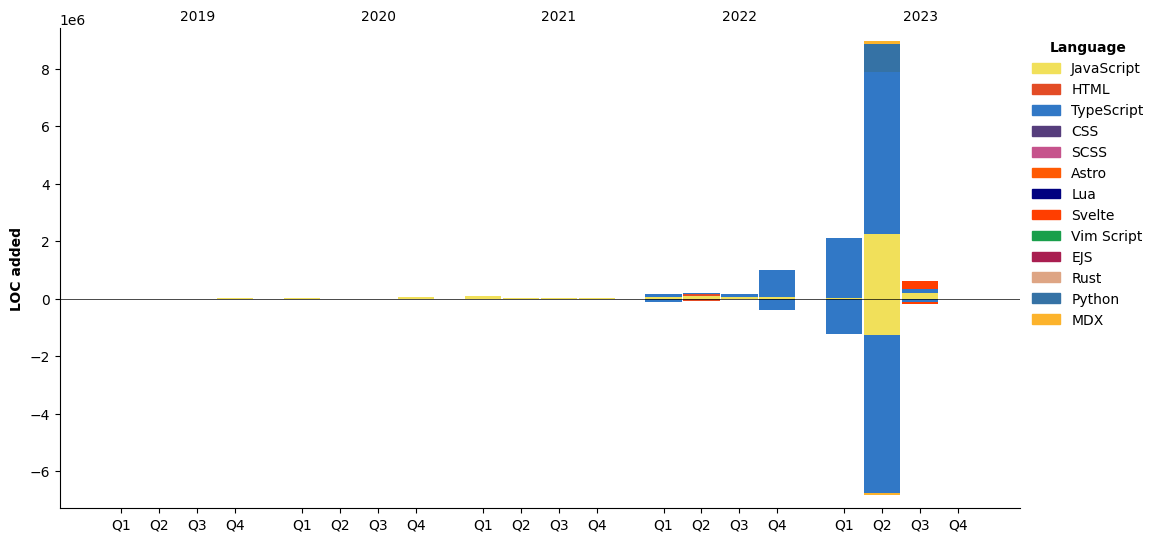 2019 2020 2021 2022 2023
1e6
Language
JavaScript
HTML
TypeScript
CSS
SCSS
Astro
Lua
Svelte
Vim Script
EJS
Rust
Python
MDX
LOC added
8
6
4
2
0
−2
−4
−6
Q1 Q2 Q3 Q4 Q1 Q2 Q3 Q4 Q1 Q2 Q3 Q4 Q1 Q2 Q3 Q4 Q1 Q2 Q3 Q4